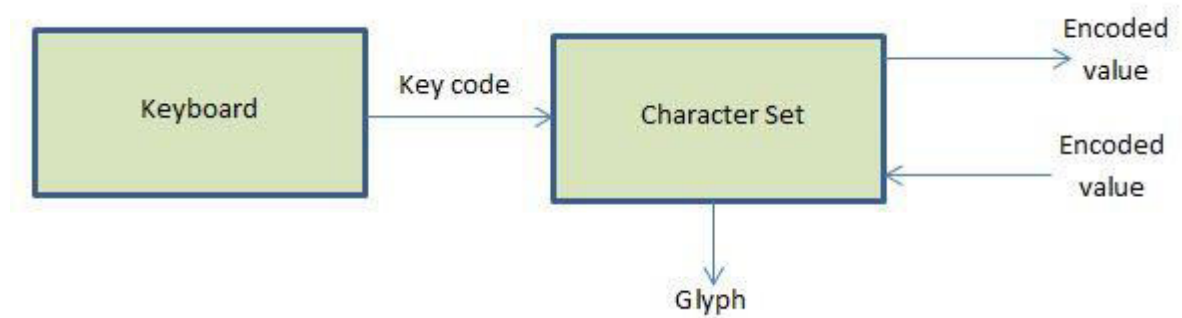 Keyboard
Key code
Character Set
Encoded
value
Encoded
value
Glyph